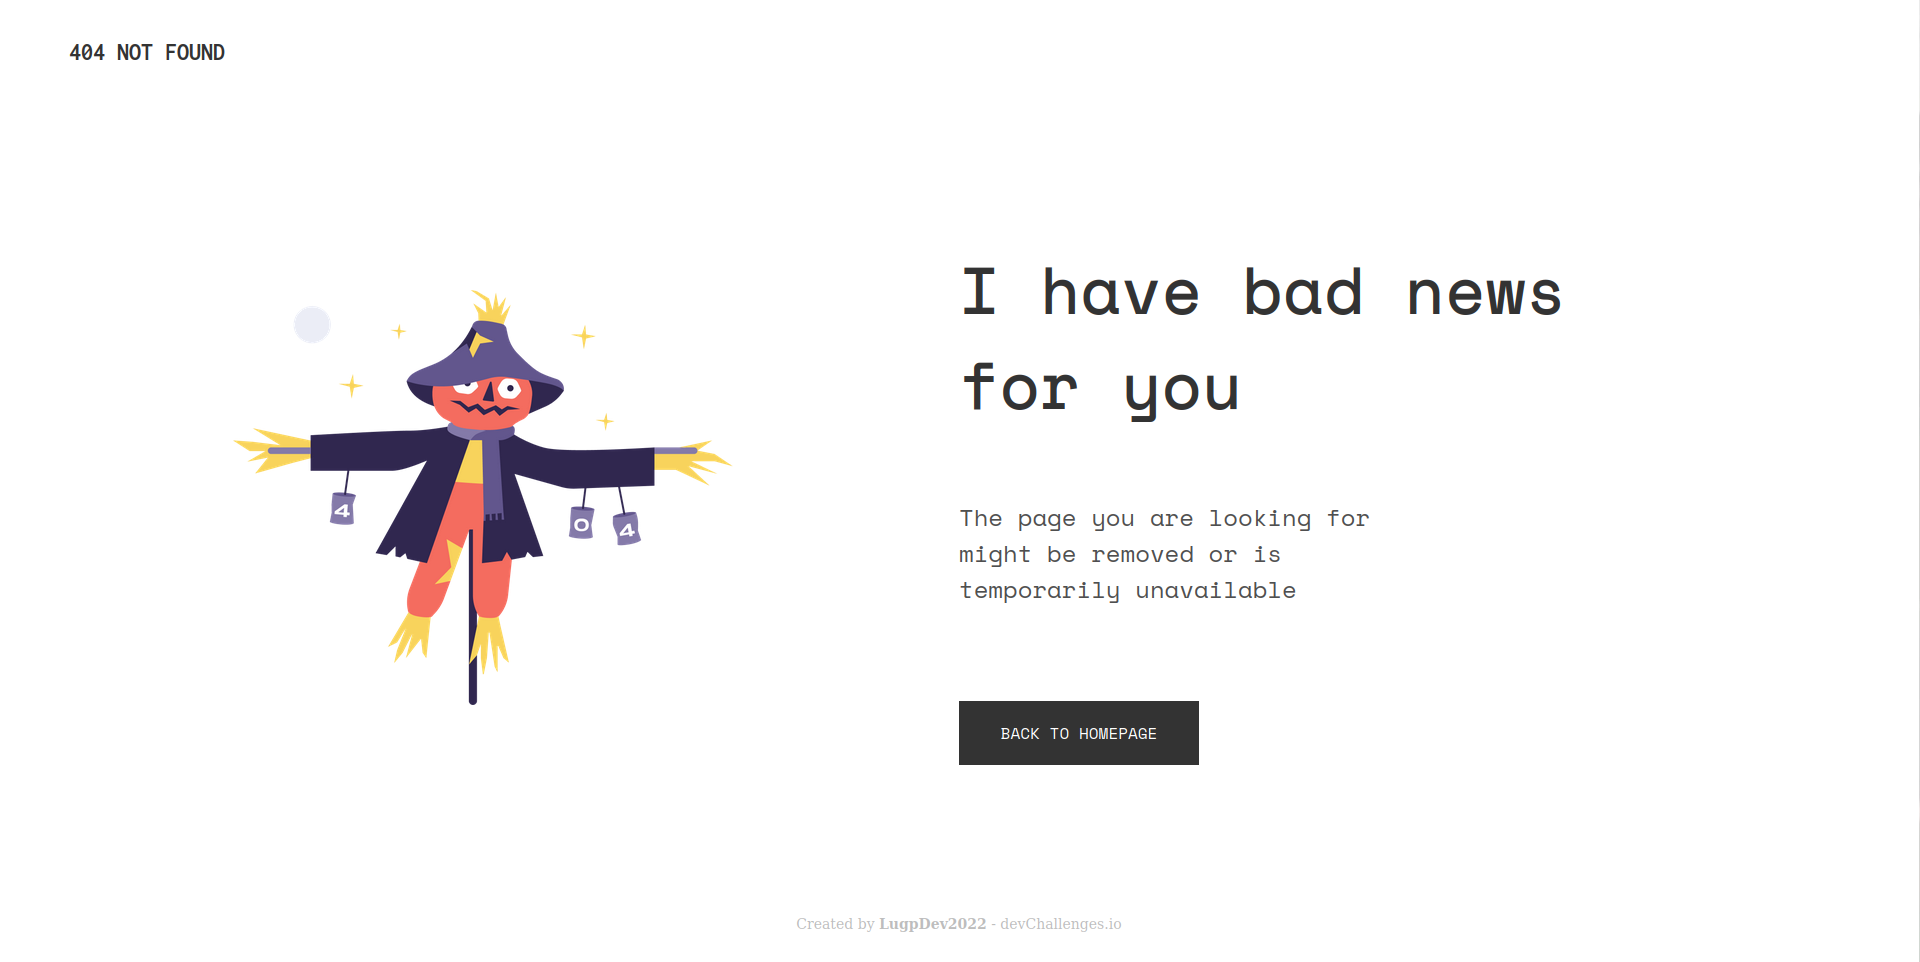 404 NOT FOUND
I have bad news
for you
4
0
4
The page you are looking for
might be removed or is
temporarily unavailable
BACK TO HOMEPAGE
Created by LugpDev2022 - devChallenges.io